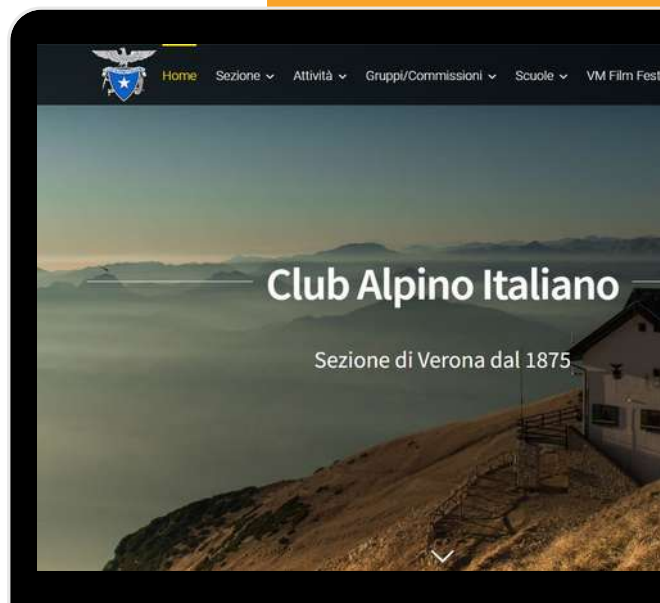 Home Sezione Attività Gruppi/Commissioni Scuole VM Film Fest
Club Alpino Italiano
Sezione di Verona dal 1875